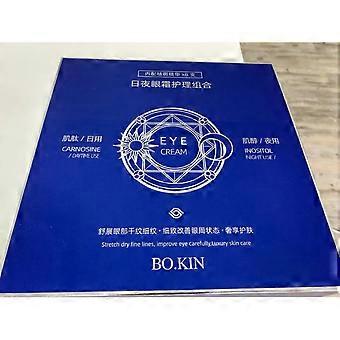 日夜眼霜护理组合
肌肽 / 日用
CARNOSINE
/ DAYTIME USE
EYE
CREAM
肌醇 / 夜用
INOSITOL
NIGHT USE /
舒展眼部干纹细纹 · 细致改善眼周状态 · 奢享护肤
Stretch dry fine lines, improve eye carefully,luxury skin care
BO.KIN